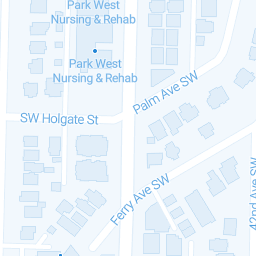 Park West
Nursing & Rehab
Park West
Nursing & Rehab
Palm Ave SW
SW Holgate St
Ferry Ave SW
42nd Ave SW